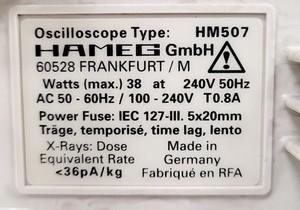 Oscilloscope Type: HM507
HAMEG GmbH
60528 FRANKFURT / M
Watts (max.) 38 at 240V 50Hz
AC 50 - 60Hz / 100 - 240V T0.8A
Power Fuse: IEC 127-III. 5x20mm
Träge, temporisé, time lag, lento
X-Rays: Dose Made in
Equivalent Rate Germany
<36pA/kg Fabriqué en RFA